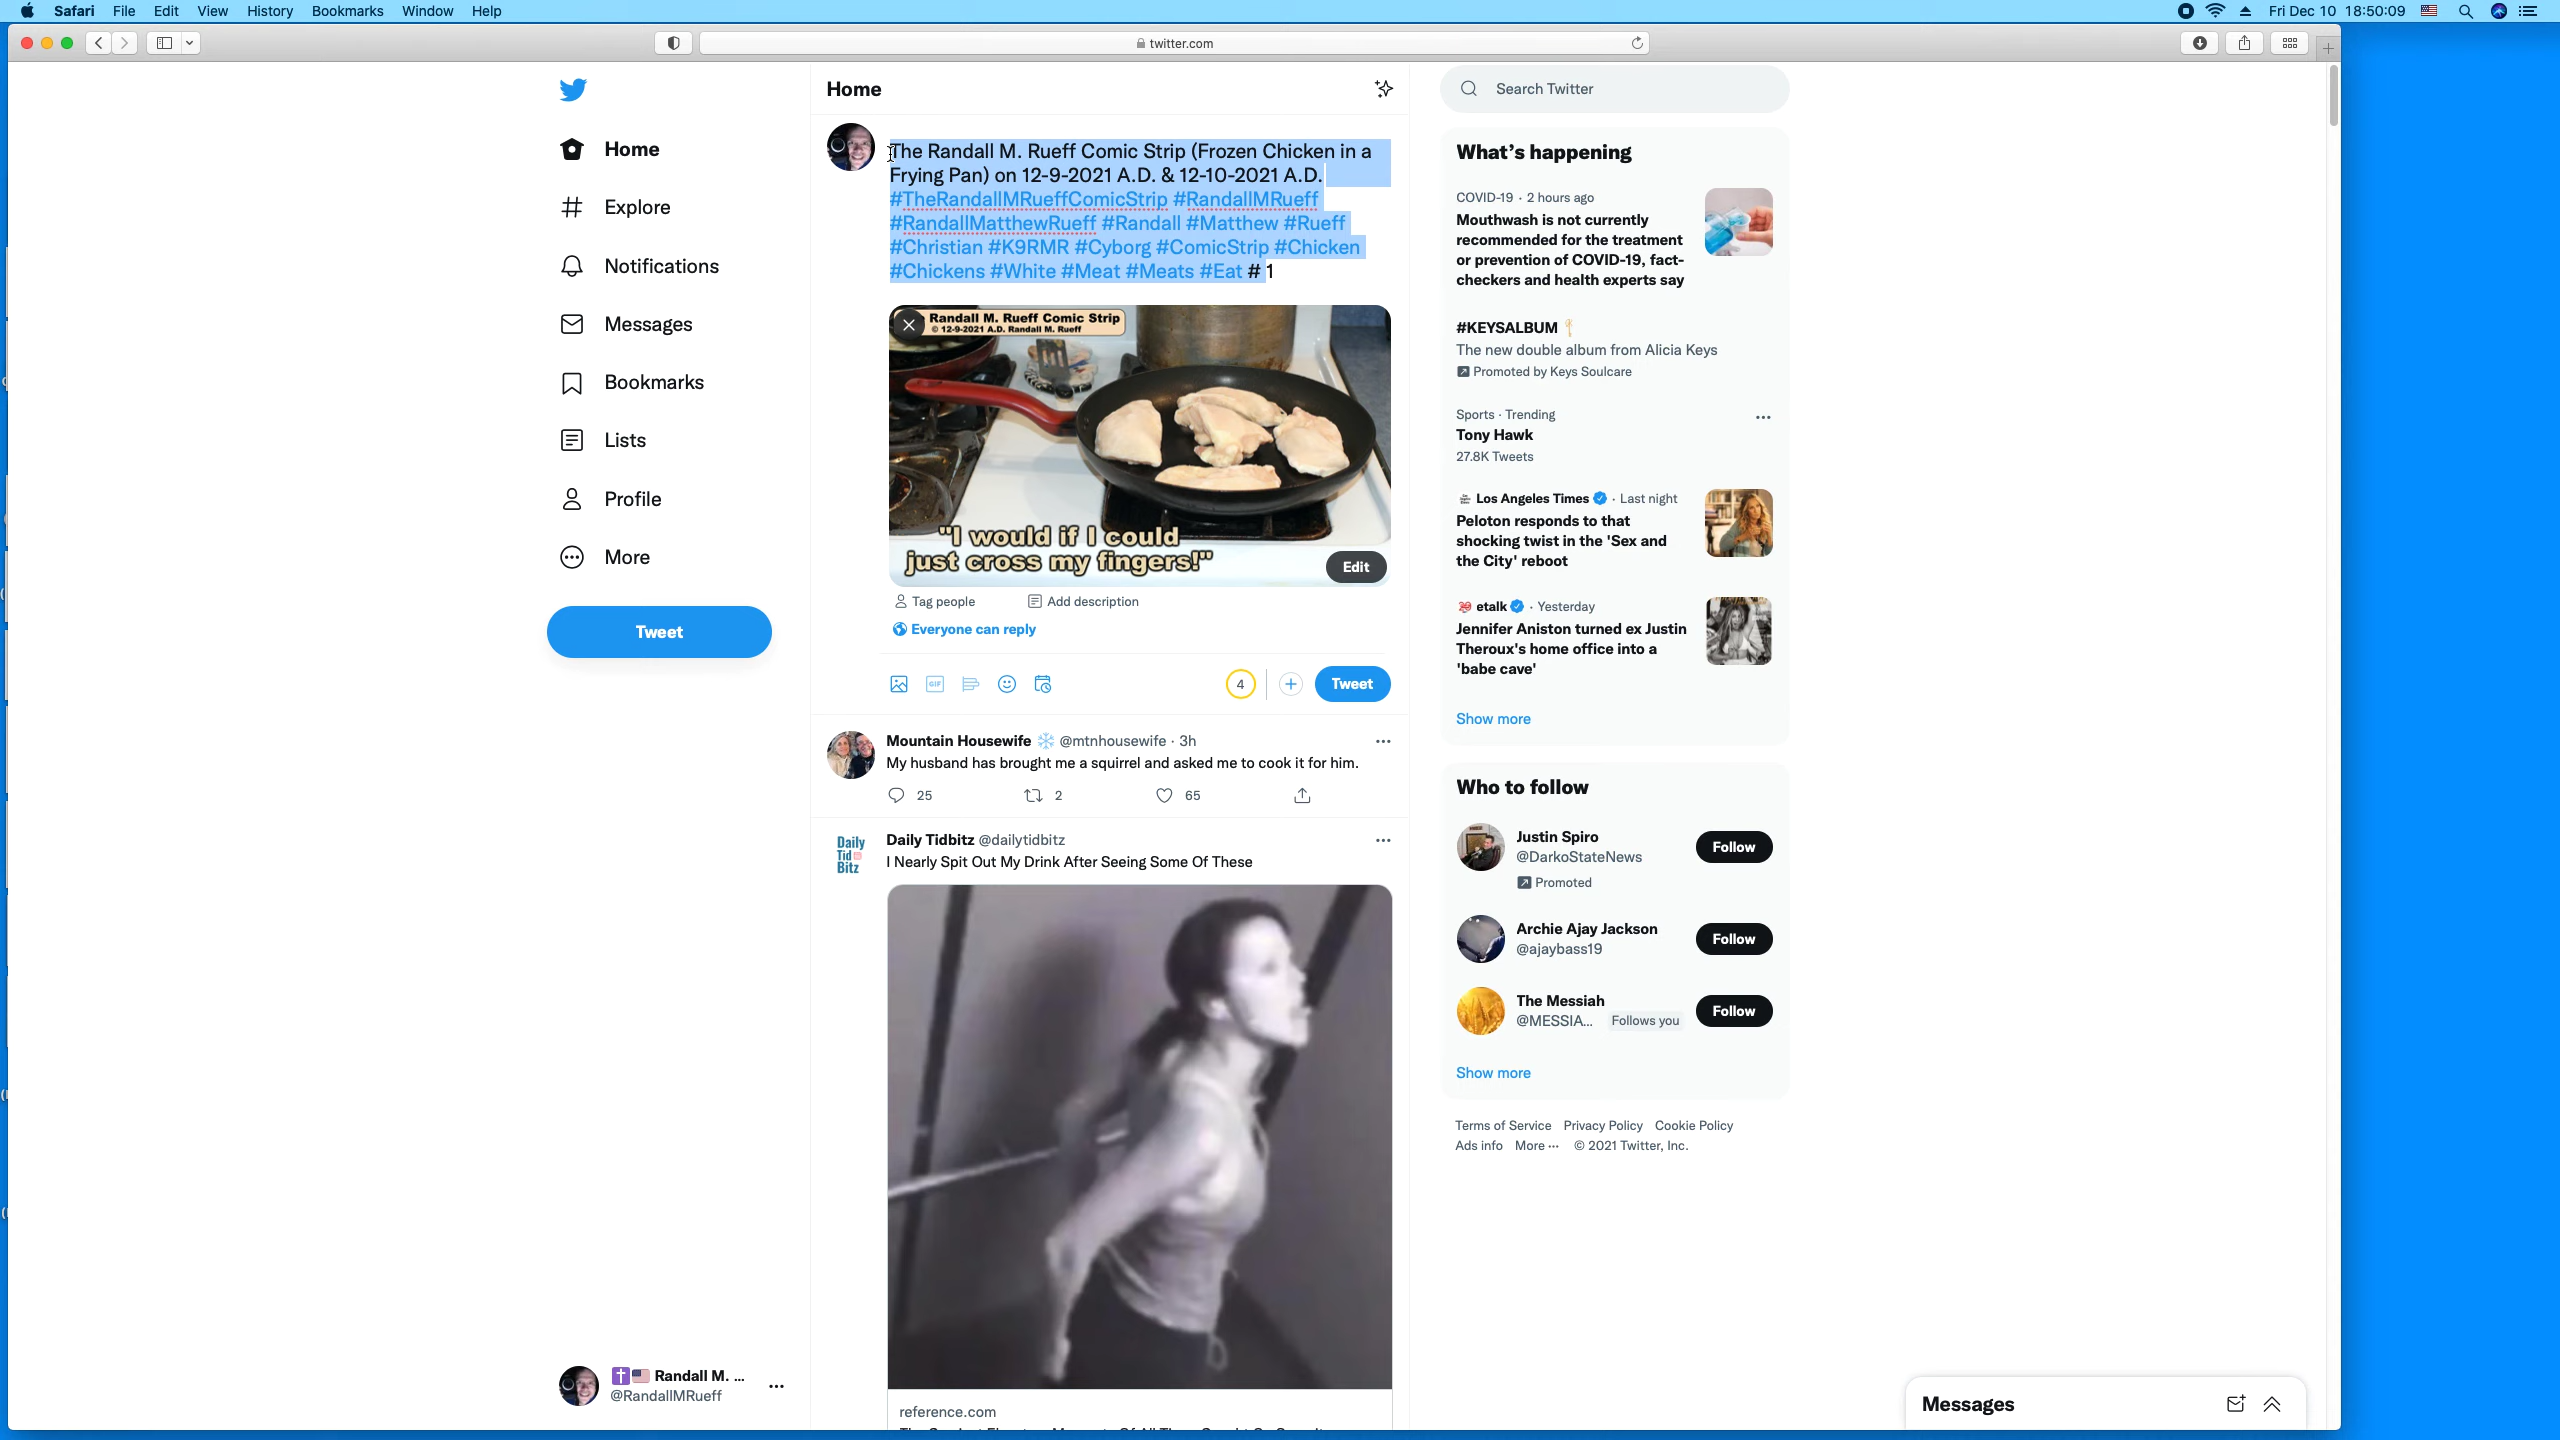 Safari File Edit View History Bookmarks Window Help
Fri Dec 10 18:50:09
twitter.com
Home
Explore
Notifications
Messages
Bookmarks
Lists
Profile
More
Tweet
Randall M. ...
@RandallMRueff
Home
The Randall M. Rueff Comic Strip (Frozen Chicken in a
Frying Pan) on 12-9-2021 A.D. & 12-10-2021 A.D.
#TheRandallMRueffComicStrip #RandallMRueff
#RandallMatthewRueff #Randall #Matthew #Rueff
#Christian #K9RMR #Cyborg #ComicStrip #Chicken
#Chickens #White #Meat #Meats #Eat # 1
Randall M. Rueff Comic Strip
© 12-9-2021 A.D. Randall M. Rueff
"I would if I could
just cross my fingers!"
Edit
Tag people Add description
Everyone can reply
GIF
4
Tweet
Mountain Housewife @mtnhousewife · 3h
My husband has brought me a squirrel and asked me to cook it for him.
25 2 65
Daily
Tid
Bitz
Daily Tidbitz @dailytidbitz
I Nearly Spit Out My Drink After Seeing Some Of These
reference.com
Search Twitter
What's happening
COVID-19 · 2 hours ago
Mouthwash is not currently
recommended for the treatment
or prevention of COVID-19, fact-
checkers and health experts say
#KEYSALBUM
The new double album from Alicia Keys
Promoted by Keys Soulcare
Sports · Trending
Tony Hawk
27.8K Tweets
Los Angeles Times · Last night
Peloton responds to that
shocking twist in the 'Sex and
the City' reboot
etalk · Yesterday
Jennifer Aniston turned ex Justin
Theroux's home office into a
'babe cave'
Show more
Who to follow
Justin Spiro
@DarkoStateNews
Promoted
Follow
Archie Ajay Jackson
@ajaybass19
Follow
The Messiah
@MESSIA... Follows you
Follow
Show more
Terms of Service Privacy Policy Cookie Policy
Ads info More ··· © 2021 Twitter, Inc.
Messages